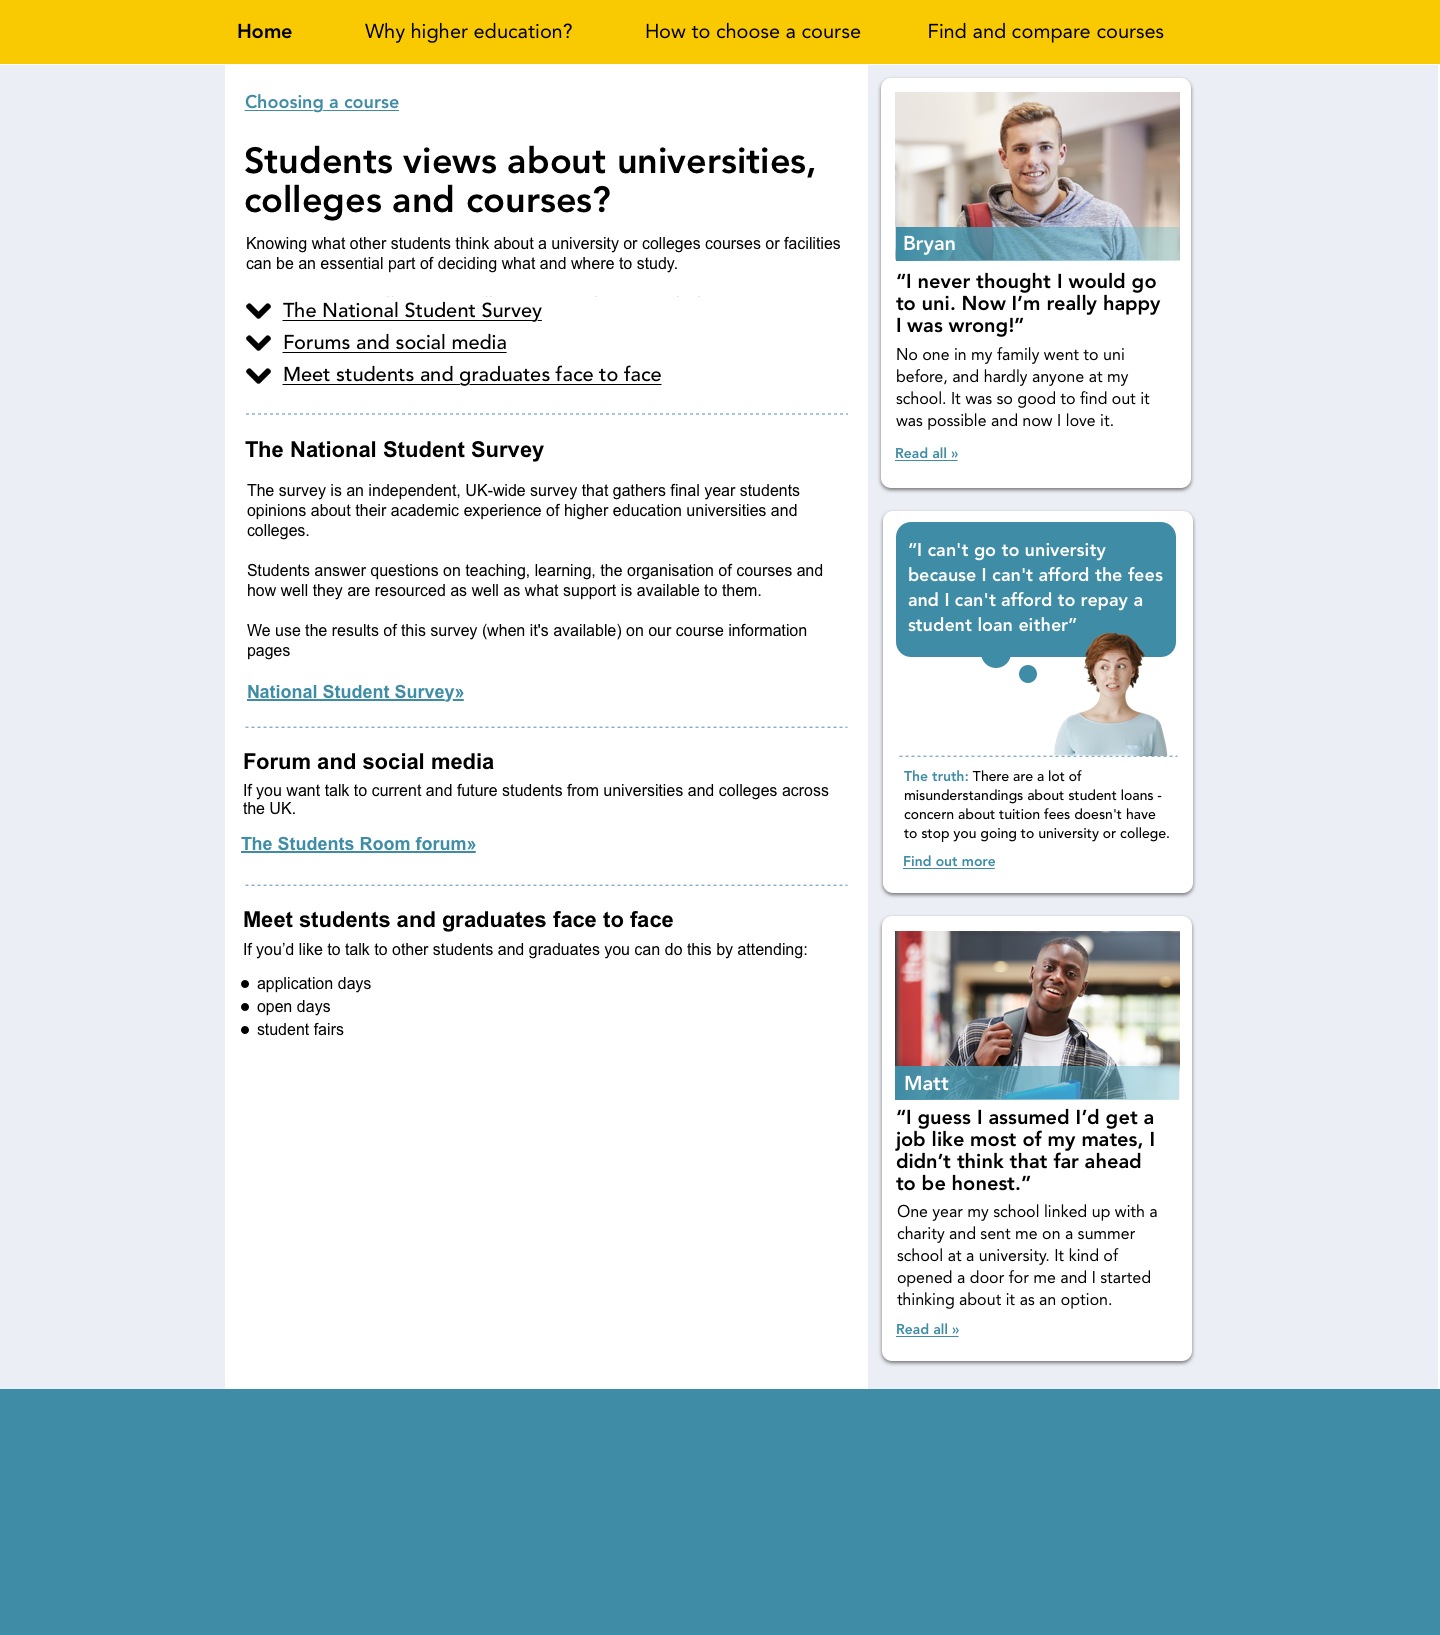 Home
Why higher education?
How to choose a course
Find and compare courses
Choosing a course
Students views about universities,
colleges and courses?
Knowing what other students think about a university or colleges courses or facilities
can be an essential part of deciding what and where to study.
The National Student Survey
Forums and social media
Meet students and graduates face to face
The National Student Survey
The survey is an independent, UK-wide survey that gathers final year students
opinions about their academic experience of higher education universities and
colleges.
Students answer questions on teaching, learning, the organisation of courses and
how well they are resourced as well as what support is available to them.
We use the results of this survey (when it's available) on our course information
pages
National Student Survey»
Forum and social media
If you want talk to current and future students from universities and colleges across
the UK.
The Students Room forum»
Meet students and graduates face to face
If you’d like to talk to other students and graduates you can do this by attending:
● application days
● open days
● student fairs
Bryan
“I never thought I would go
to uni. Now I’m really happy
I was wrong!”
No one in my family went to uni
before, and hardly anyone at my
school. It was so good to find out it
was possible and now I love it.
Read all »
“I can't go to university
because I can't afford the fees
and I can't afford to repay a
student loan either”
The truth: There are a lot of
misunderstandings about student loans -
concern about tuition fees doesn't have
to stop you going to university or college.
Find out more
Matt
“I guess I assumed I’d get a
job like most of my mates, I
didn’t think that far ahead
to be honest.”
One year my school linked up with a
charity and sent me on a summer
school at a university. It kind of
opened a door for me and I started
thinking about it as an option.
Read all »